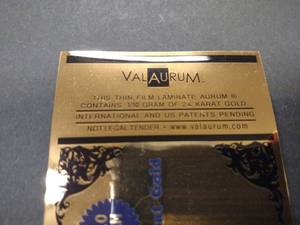 VALAURUM
THIS THIN FILM LAMINATE AURUM ®
CONTAINS 1/10 GRAM OF 24 KARAT GOLD.
INTERNATIONAL AND US PATENTS PENDING
NOT LEGAL TENDER • www.valaurum.com
Gold